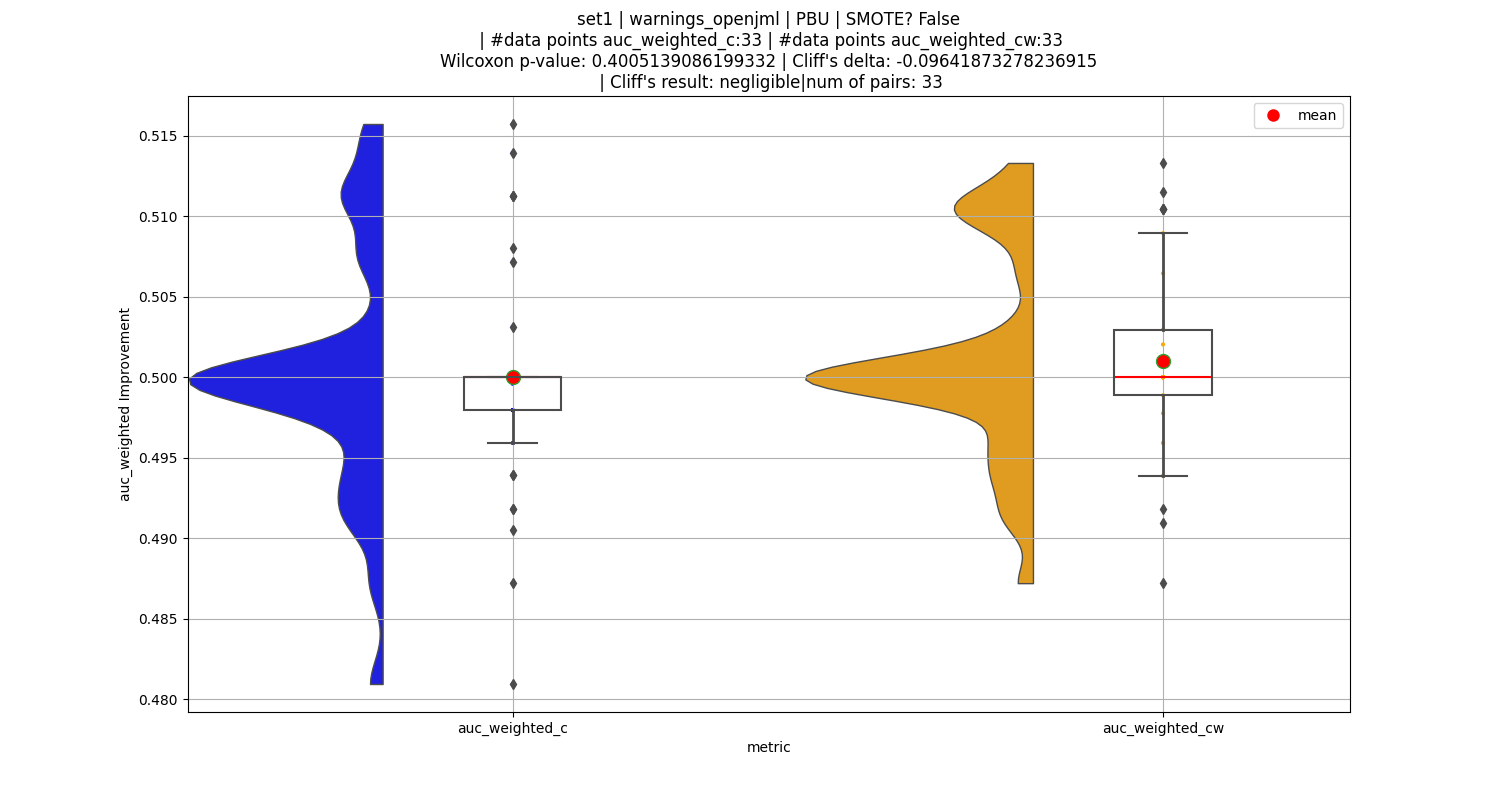 set1 | warnings_openjml | PBU | SMOTE? False
| #data points auc_weighted_c:33 | #data points auc_weighted_cw:33
Wilcoxon p-value: 0.4005139086199332 | Cliff's delta: -0.09641873278236915
| Cliff's result: negligible|num of pairs: 33
mean
0.515
0.510
0.505
0.500
0.495
0.490
0.485
0.480
auc_weighted Improvement
auc_weighted_c
auc_weighted_cw
metric